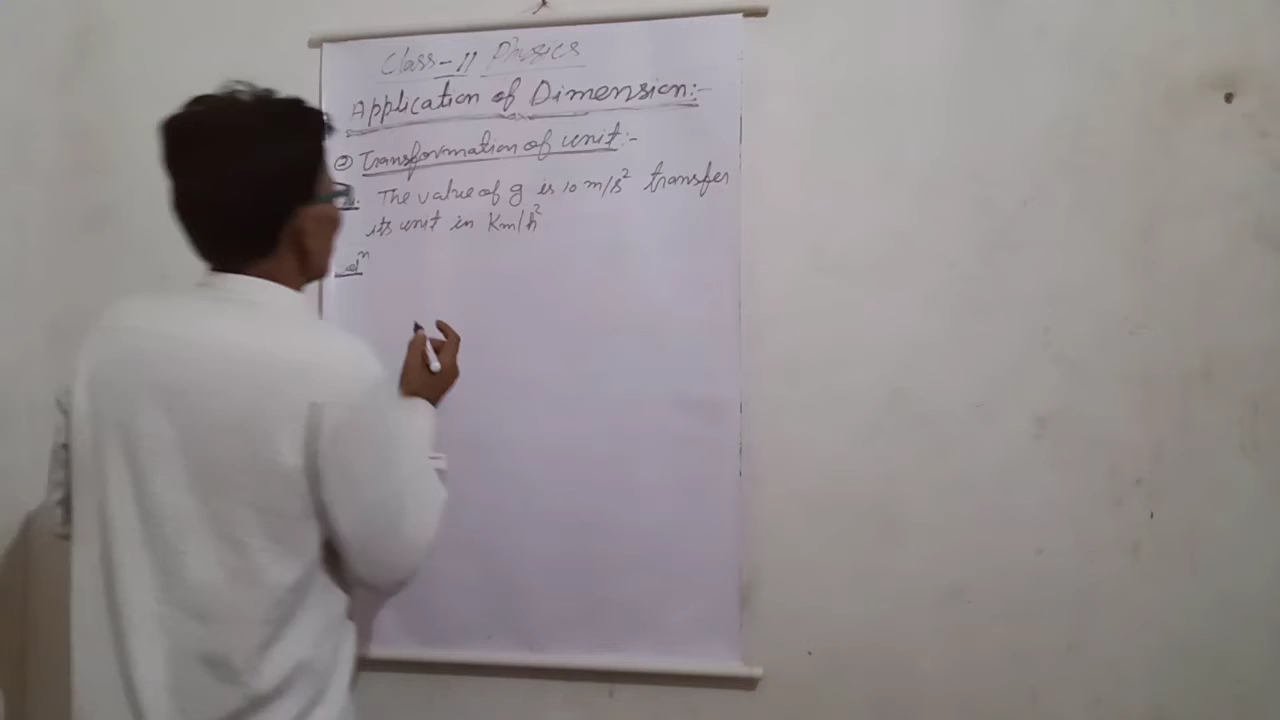 Class-11 Physics
Application of Dimension:-
② Transformation of unit:-
The value of g is 10 m/s² transfer
its unit in Km/h²